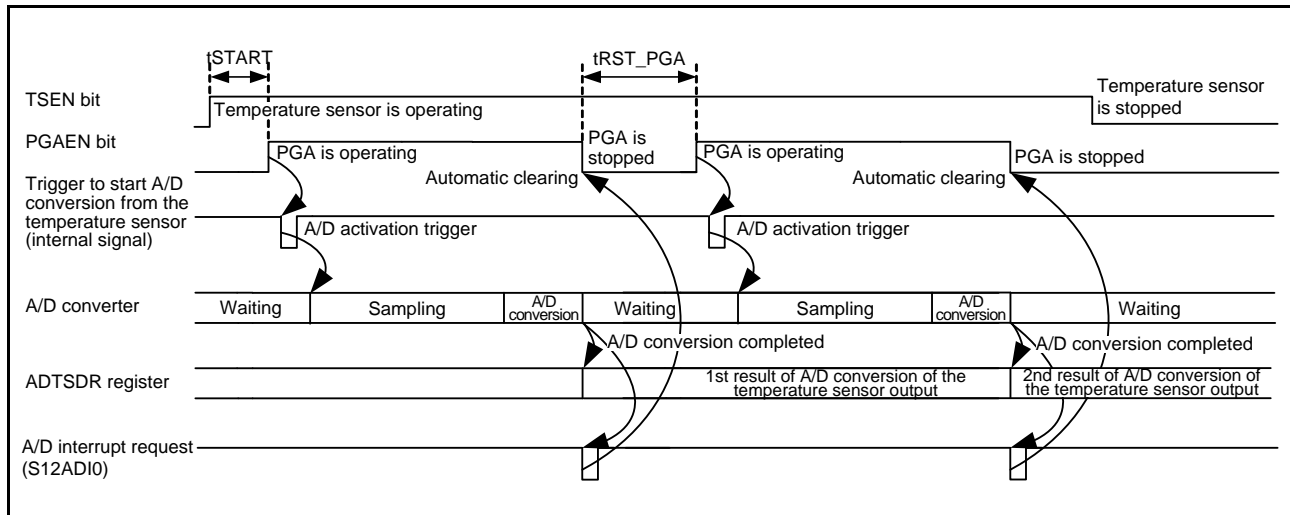 tSTART
tRST_PGA
TSEN bit
Temperature sensor is operating
Temperature sensor
is stopped
PGAEN bit
PGA is operating
PGA is
stopped
PGA is operating
PGA is stopped
Automatic clearing
Automatic clearing
Trigger to start A/D
conversion from the
temperature sensor
(internal signal)
A/D activation trigger
A/D activation trigger
A/D converter
Waiting
Sampling
A/D
conversion
Waiting
Sampling
A/D
conversion
Waiting
A/D conversion completed
A/D conversion completed
ADTSDR register
1st result of A/D conversion of the
temperature sensor output
2nd result of A/D conversion of
the temperature sensor output
A/D interrupt request
(S12ADI0)